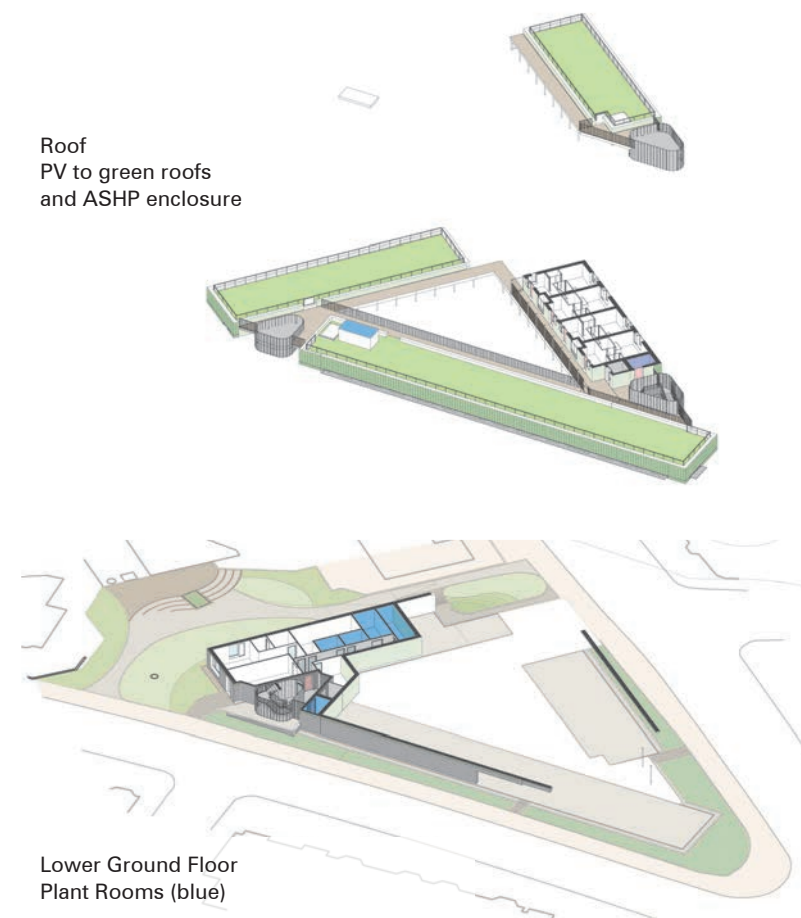 Roof
PV to green roofs
and ASHP enclosure
Lower Ground Floor
Plant Rooms (blue)